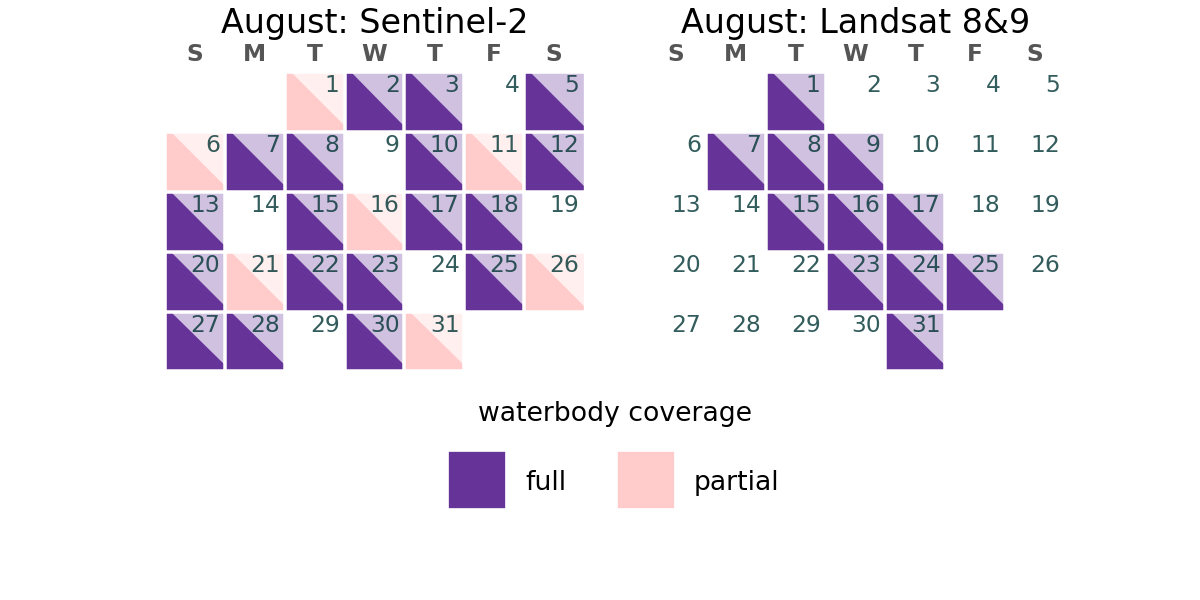 August: Sentinel-2
S M T W T F S
1 2 3 4 5
6 7 8 9 10 11 12
13 14 15 16 17 18 19
20 21 22 23 24 25 26
27 28 29 30 31
August: Landsat 8&9
S M T W T F S
1 2 3 4 5
6 7 8 9 10 11 12
13 14 15 16 17 18 19
20 21 22 23 24 25 26
27 28 29 30 31
waterbody coverage
full
partial